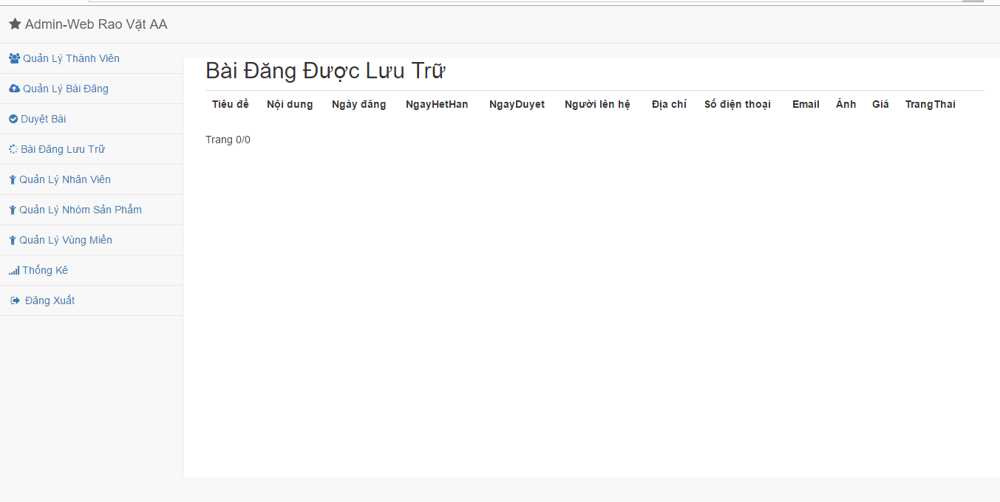 Admin-Web Rao Vặt AA
Quản Lý Thành Viên
Quản Lý Bài Đăng
Duyệt Bài
Bài Đăng Lưu Trữ
Quản Lý Nhân Viên
Quản Lý Nhóm Sản Phẩm
Quản Lý Vùng Miền
Thống Kê
Đăng Xuất
Bài Đăng Được Lưu Trữ
Tiêu đề Nội dung Ngày đăng NgayHetHan NgayDuyet Người lên hệ Địa chỉ Số điện thoại Email Ảnh Giá TrangThai
Trang 0/0